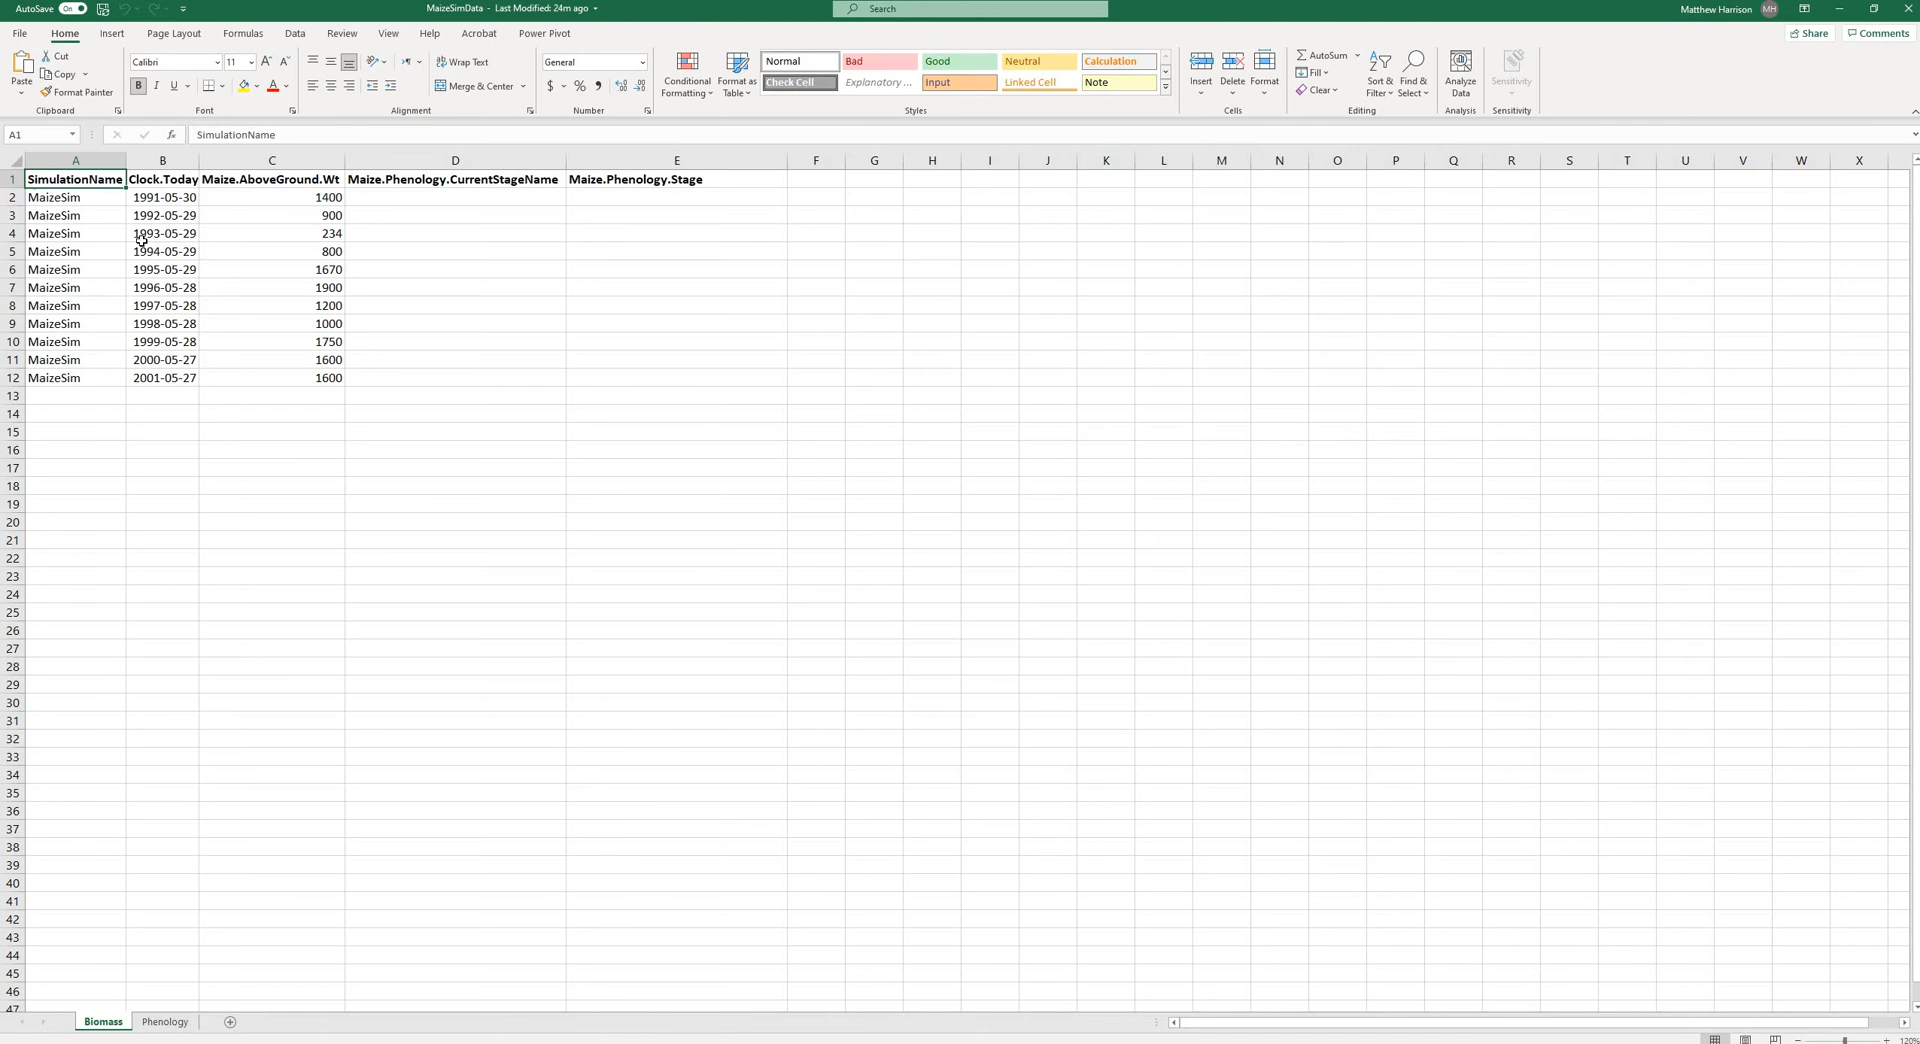 AutoSave On MaizeSimData - Last Modified: 24m ago Search Matthew Harrison MH
File Home Insert Draw Page Layout Formulas Data Review View Help Acrobat Power Pivot Share Comments
Cut
Copy
Format Painter
Paste
Clipboard
Calibri 11
B I U
Font
Wrap Text
Merge & Center
Alignment
General
$ % 9
Number
Conditional Formatting
Format as Table
Normal Bad Good Neutral Calculation
Check Cell Explanatory ... Input Linked Cell Note
Styles
Insert Delete Format
Cells
AutoSum
Fill
Clear
Sort & Filter
Find & Select
Editing
Analyze Data
Analysis
Sensitivity
Sensitivity
A1 fx SimulationName
A B C D E F G H I J K L M N O P Q R S T U V W X
1 SimulationName Clock.Today Maize.AboveGround.Wt Maize.Phenology.CurrentStageName Maize.Phenology.Stage
2 MaizeSim 1991-05-30 1400
3 MaizeSim 1992-05-29 900
4 MaizeSim 1993-05-29 234
5 MaizeSim 1994-05-29 800
6 MaizeSim 1995-05-29 1670
7 MaizeSim 1996-05-28 1900
8 MaizeSim 1997-05-28 1200
9 MaizeSim 1998-05-28 1000
10 MaizeSim 1999-05-28 1750
11 MaizeSim 2000-05-27 1600
12 MaizeSim 2001-05-27 1600
13
14
15
16
17
18
19
20
21
22
23
24
25
26
27
28
29
30
31
32
33
34
35
36
37
38
39
40
41
42
43
44
45
46
47
Biomass Phenology
120%